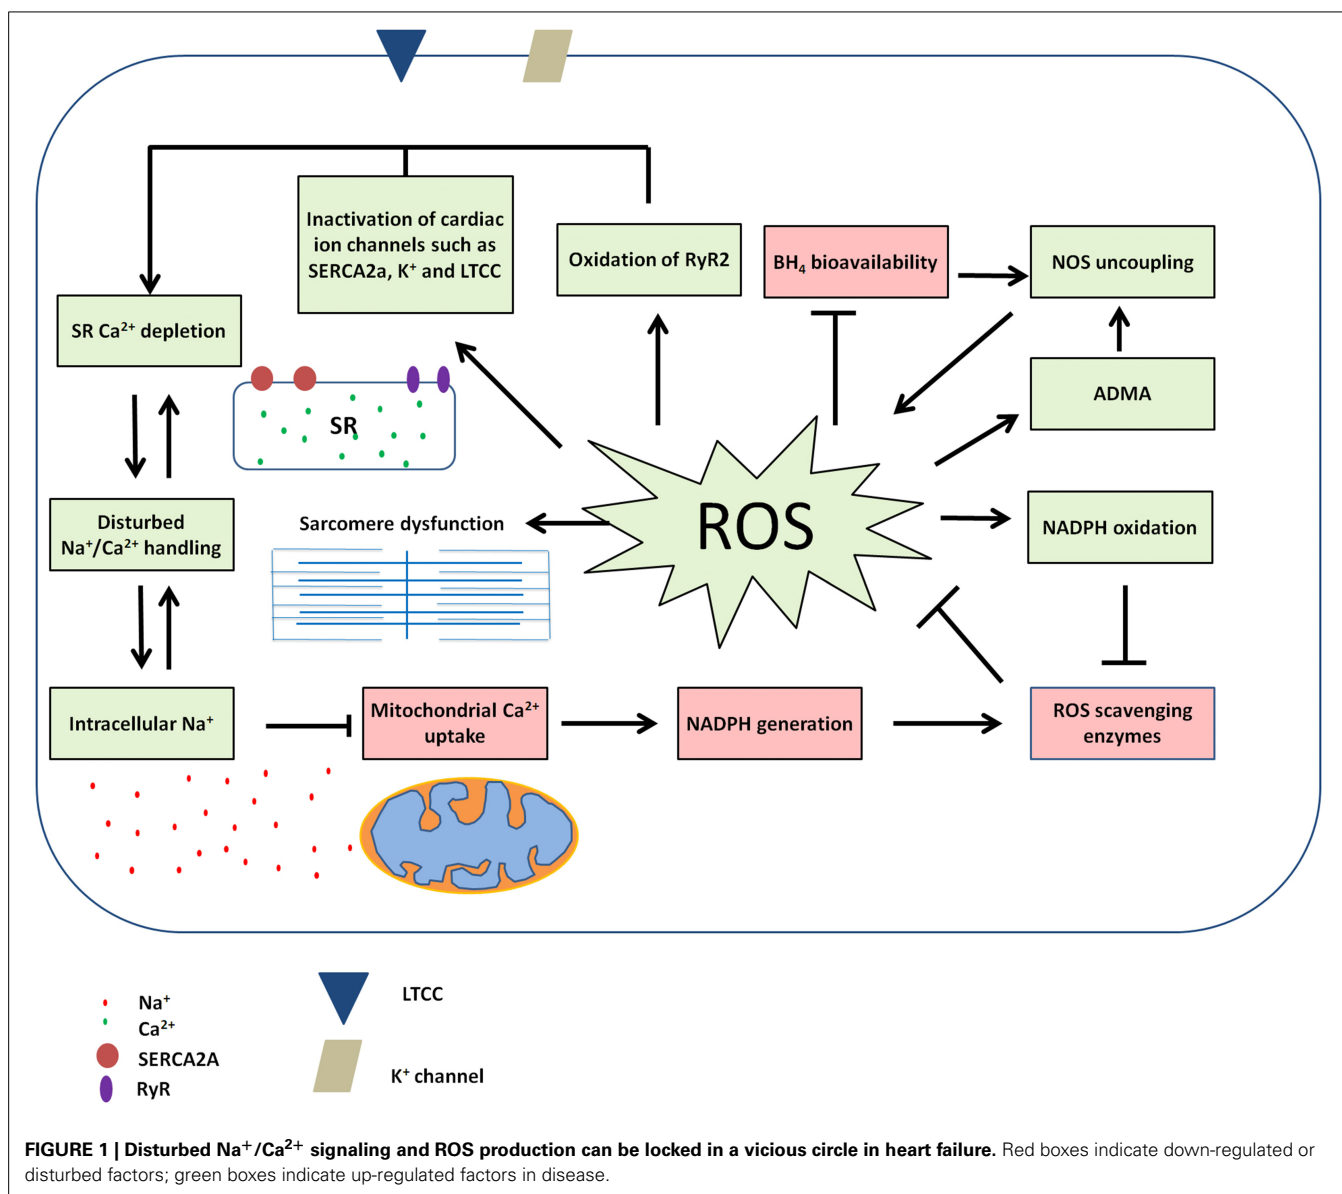 Inactivation of cardiac
ion channels such as
SERCA2a, K⁺ and LTCC
Oxidation of RyR2
BH₄ bioavailability
NOS uncoupling
SR Ca²⁺ depletion
ADMA
SR
Disturbed
Na⁺/Ca²⁺ handling
Sarcomere dysfunction
ROS
NADPH oxidation
Intracellular Na⁺
Mitochondrial Ca²⁺
uptake
NADPH generation
ROS scavenging
enzymes
Na⁺
Ca²⁺
SERCA2A
RyR
LTCC
K⁺ channel
FIGURE 1 | Disturbed Na⁺/Ca²⁺ signaling and ROS production can be locked in a vicious circle in heart failure. Red boxes indicate down-regulated or
disturbed factors; green boxes indicate up-regulated factors in disease.